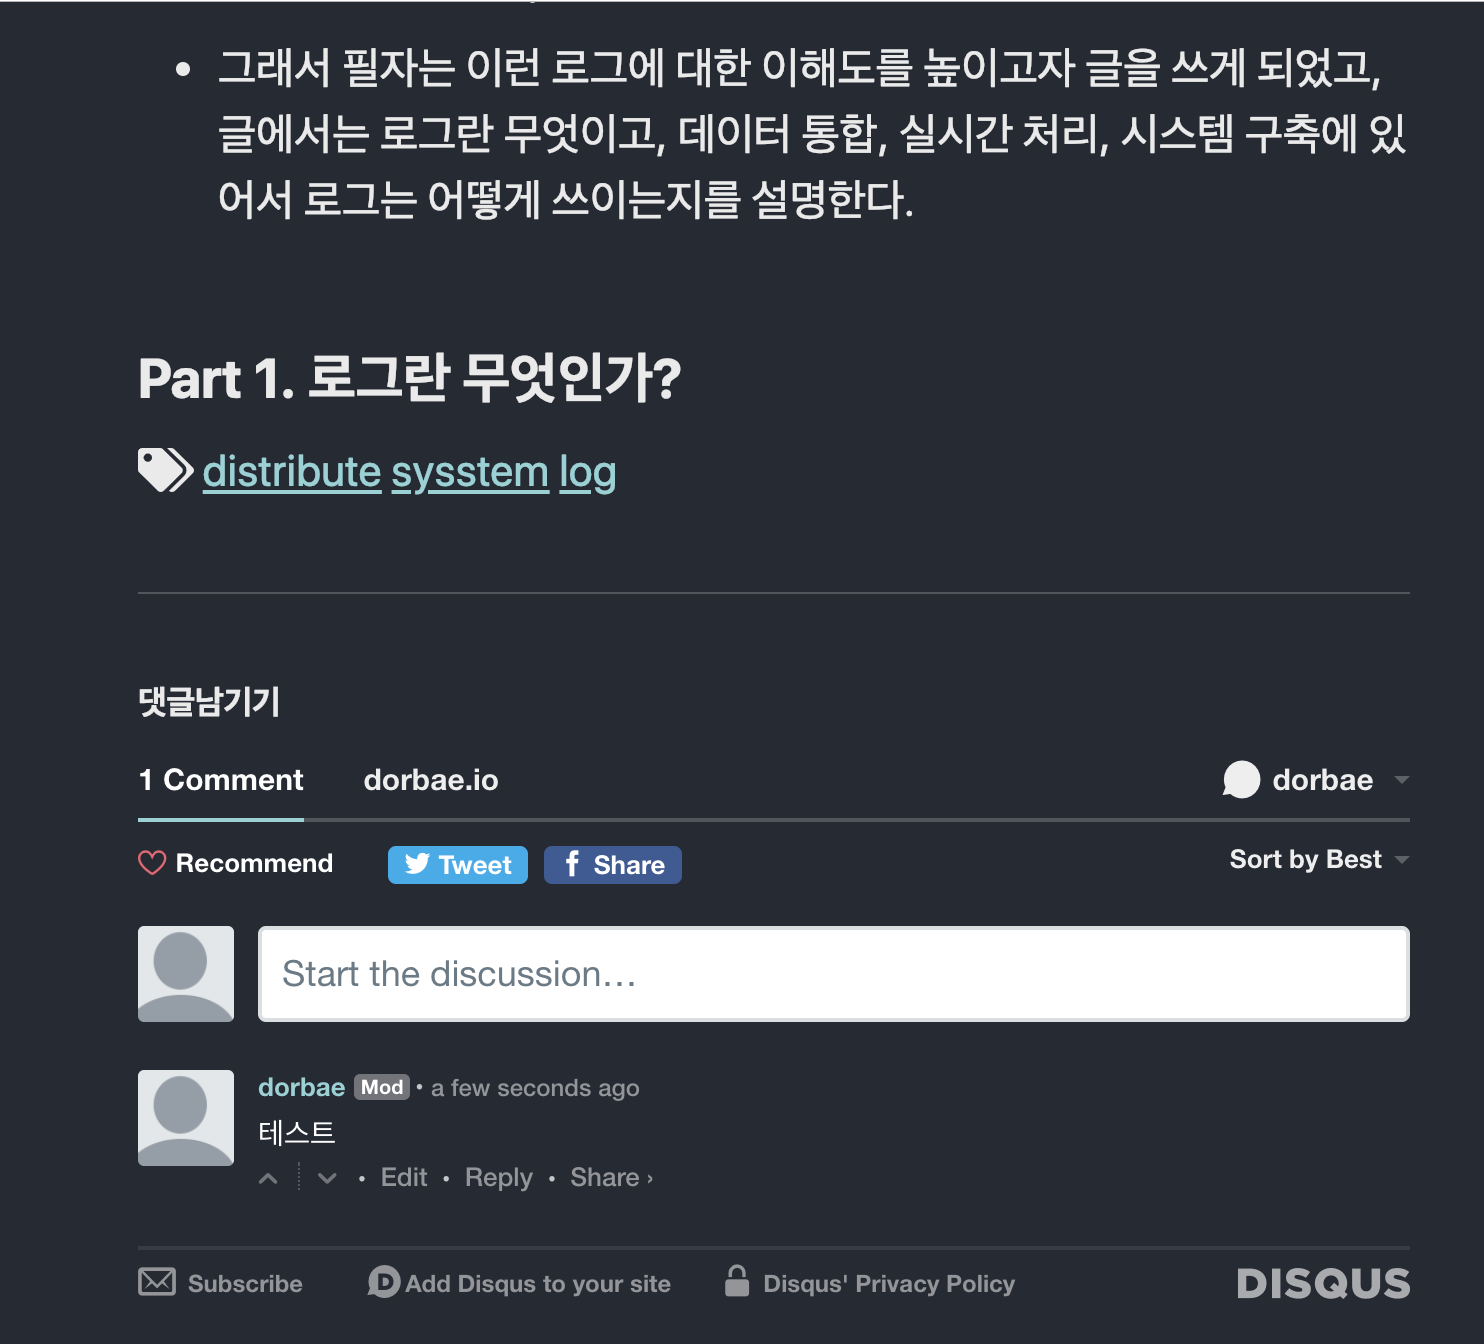 그래서 필자는 이런 로그에 대한 이해도를 높이고자 글을 쓰게 되었고,
글에서는 로그란 무엇이고, 데이터 통합, 실시간 처리, 시스템 구축에 있
어서 로그는 어떻게 쓰이는지를 설명한다.
Part 1. 로그란 무엇인가?
distribute sysstem log
댓글남기기
1 Comment dorbae.io dorbae
Recommend Tweet Share Sort by Best
Start the discussion...
dorbae Mod • a few seconds ago
테스트
• Edit • Reply • Share ›
Subscribe Add Disqus to your site Disqus' Privacy Policy DISQUS